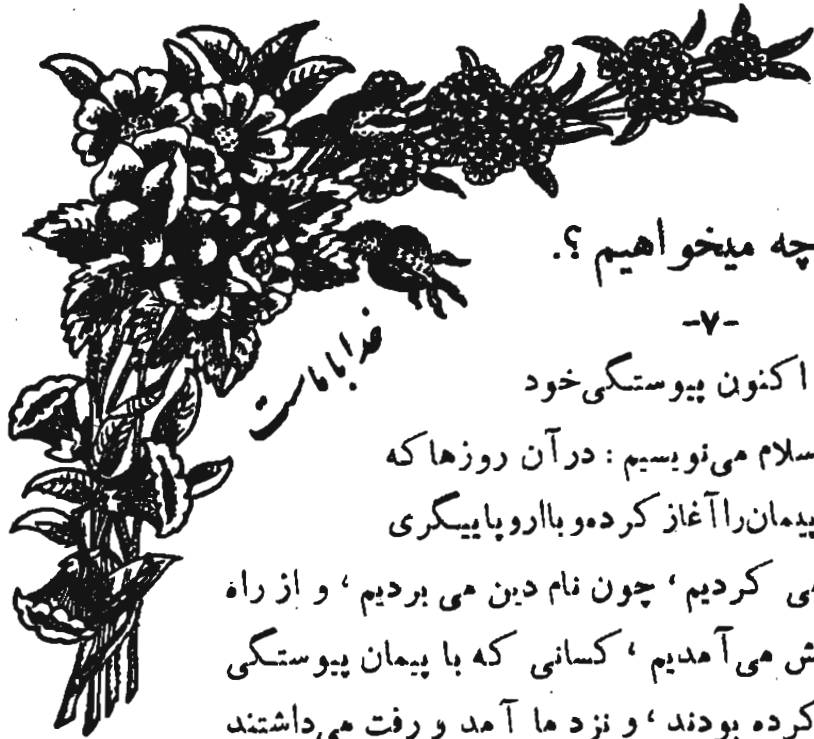 چه میخواهیم؟.
-۷-
خدا با ماست
اکنون پیوستگی خود
سلام می‌نویسیم: در آن روزها که
پیمان را آغاز کرده و با اروپاییگری
می کردیم، چون نام دین می بردیم، و از راه
ش می‌آمدیم، کسانی که با پیمان پیوستگی
کرده بودند، و نزد ما آمد و رفت می‌داشتند